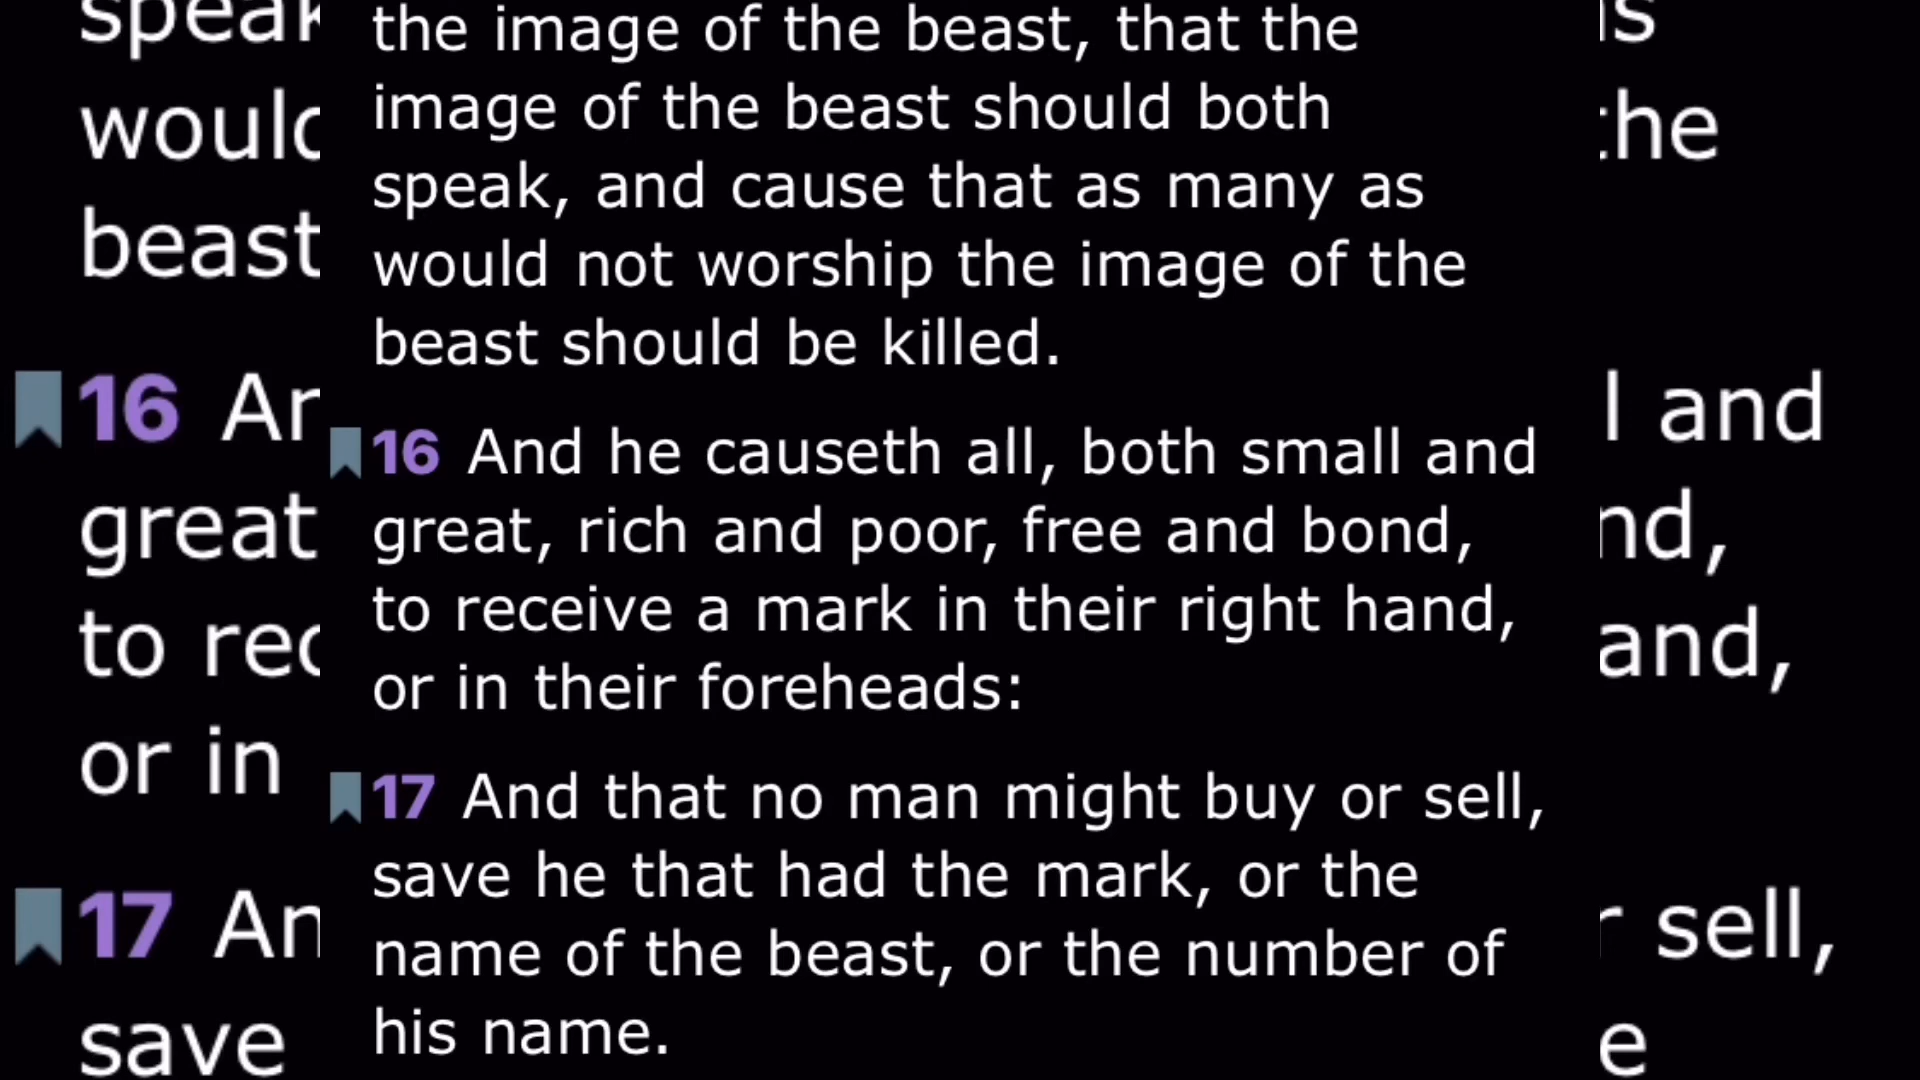 the image of the beast, that the
image of the beast should both
speak, and cause that as many as
would not worship the image of the
beast should be killed.
16 And he causeth all, both small and
great, rich and poor, free and bond,
to receive a mark in their right hand,
or in their foreheads:
17 And that no man might buy or sell,
save he that had the mark, or the
name of the beast, or the number of
his name.